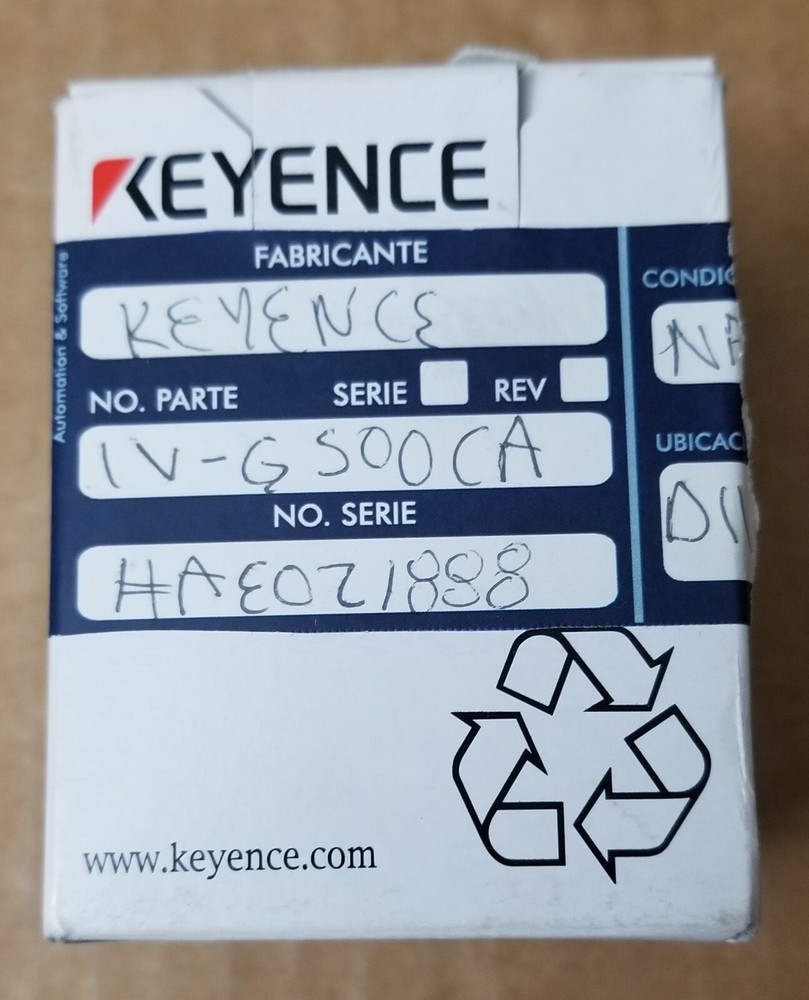 KEYENCE
Automation & Software
FABRICANTE
KEYENCE
NO. PARTE SERIE REV
IV-G500CA
NO. SERIE
HAE021888
CONDIC
UBICAC
www.keyence.com